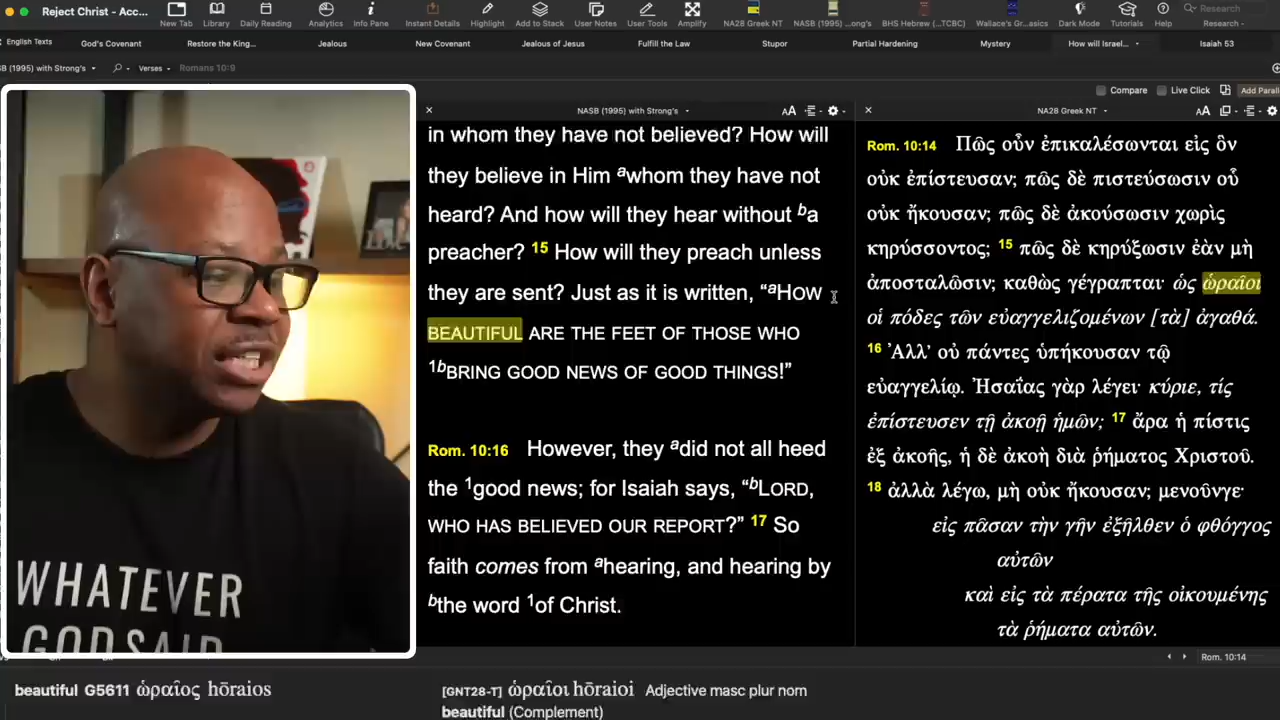 Reject Christ - Acc...
New Tab
Library
Daily Reading
Analytics
Info Pane
Instant Details
Highlight
Add to Stack
User Notes
User Tools
Amplify
NA28 Greek NT
NASB (1995) ...ong's
BHS Hebrew (...TCBC)
Wallace's Gr...asics
Dark Mode
Tutorials
Help
Research
Research
English Texts
God's Covenant
Restore the King...
Jealous
New Covenant
Jealous of Jesus
Fulfill the Law
Stupor
Partial Hardening
Mystery
How will Israel...
Isaiah 53
SB (1995) with Strong's
Verses
Romans 10:9
Compare
Live Click
Add Parall
NASB (1995) with Strong's
in whom they have not believed? How will
they believe in Him ᵃwhom they have not
heard? And how will they hear without ᵇa
preacher? 15 How will they preach unless
they are sent? Just as it is written, “ᵃHOW
BEAUTIFUL ARE THE FEET OF THOSE WHO
¹ᵇBRING GOOD NEWS OF GOOD THINGS!”
Rom. 10:16 However, they ᵃdid not all heed
the ¹good news; for Isaiah says, “ᵇLORD,
WHO HAS BELIEVED OUR REPORT?” 17 So
faith comes from ᵃhearing, and hearing by
ᵇthe word ¹of Christ.
NA28 Greek NT
Rom. 10:14 Πῶς οὖν ἐπικαλέσωνται εἰς ὃν
οὐκ ἐπίστευσαν; πῶς δὲ πιστεύσωσιν οὗ
οὐκ ἤκουσαν; πῶς δὲ ἀκούσωσιν χωρὶς
κηρύσσοντος; 15 πῶς δὲ κηρύξωσιν ἐὰν μὴ
ἀποσταλῶσιν; καθὼς γέγραπται· ὡς ὡραῖοι
οἱ πόδες τῶν εὐαγγελιζομένων [τὰ] ἀγαθά.
16 Ἀλλ’ οὐ πάντες ὑπήκουσαν τῷ
εὐαγγελίῳ. Ἠσαΐας γὰρ λέγει· κύριε, τίς
ἐπίστευσεν τῇ ἀκοῇ ἡμῶν; 17 ἄρα ἡ πίστις
ἐξ ἀκοῆς, ἡ δὲ ἀκοὴ διὰ ῥήματος Χριστοῦ.
18 ἀλλὰ λέγω, μὴ οὐκ ἤκουσαν; μενοῦνγε·
εἰς πᾶσαν τὴν γῆν ἐξῆλθεν ὁ φθόγγος
αὐτῶν
καὶ εἰς τὰ πέρατα τῆς οἰκουμένης
τὰ ῥήματα αὐτῶν.
Rom. 10:14
WHATEVER
GOD SAID
beautiful G5611 ὡραῖος hōraios
[GNT28-T] ὡραῖοι hōraioi Adjective masc plur nom
beautiful (Complement)